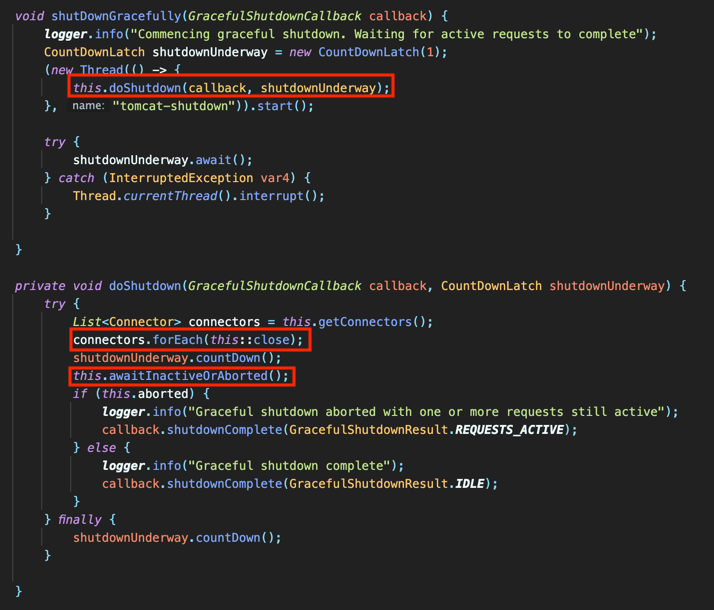 void shutDownGracefully(GracefulShutdownCallback callback) {
    logger.info("Commencing graceful shutdown. Waiting for active requests to complete");
    CountDownLatch shutdownUnderway = new CountDownLatch(1);
    (new Thread(() -> {
        this.doShutdown(callback, shutdownUnderway);
    }, name: "tomcat-shutdown")).start();

    try {
        shutdownUnderway.await();
    } catch (InterruptedException var4) {
        Thread.currentThread().interrupt();
    }

}

private void doShutdown(GracefulShutdownCallback callback, CountDownLatch shutdownUnderway) {
    try {
        List<Connector> connectors = this.getConnectors();
        connectors.forEach(this::close);
        shutdownUnderway.countDown();
        this.awaitInactiveOrAborted();
        if (this.aborted) {
            logger.info("Graceful shutdown aborted with one or more requests still active");
            callback.shutdownComplete(GracefulShutdownResult.REQUESTS_ACTIVE);
        } else {
            logger.info("Graceful shutdown complete");
            callback.shutdownComplete(GracefulShutdownResult.IDLE);
        }
    } finally {
        shutdownUnderway.countDown();
    }

}